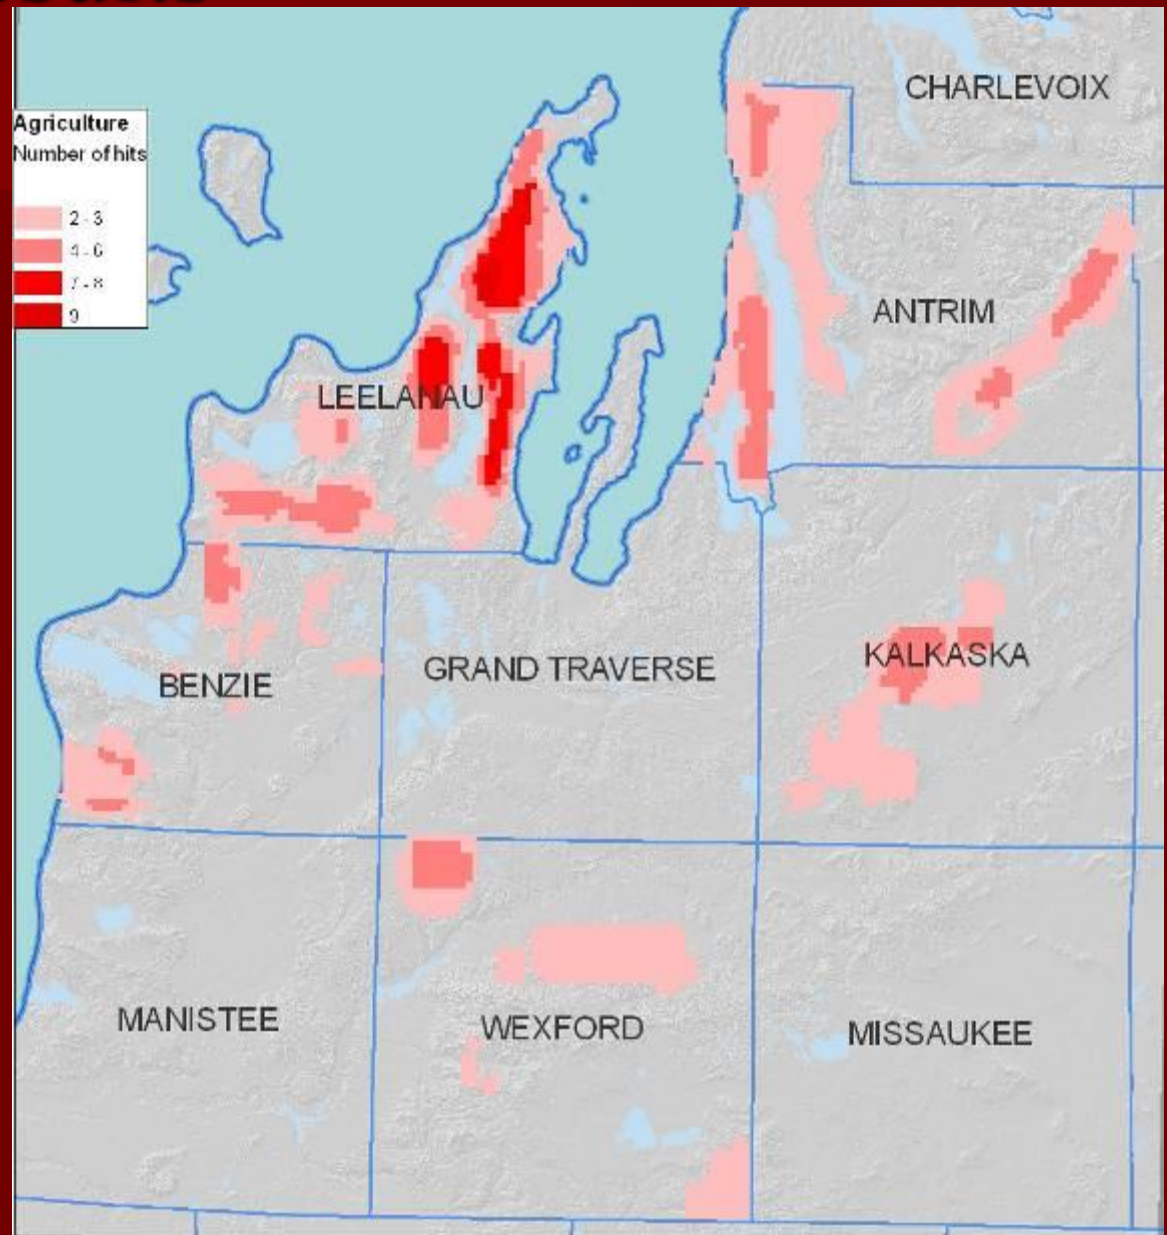 CHARLEVOIX
Agriculture
Number of hits
2 - 3
4 - 6
7 - 8
9
ANTRIM
LEELANAU
KALKASKA
GRAND TRAVERSE
BENZIE
MANISTEE
WEXFORD
MISSAUKEE